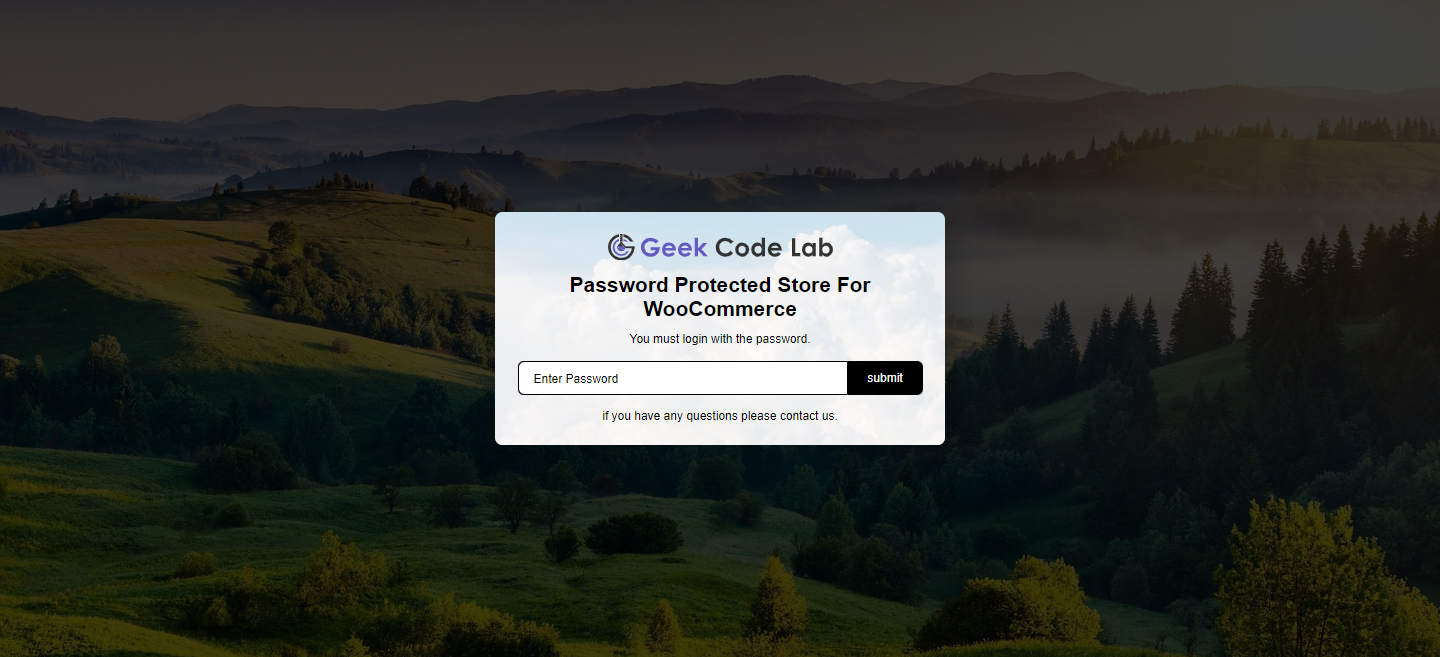 Geek Code Lab
Password Protected Store For
WooCommerce
You must login with the password.
Enter Password
submit
if you have any questions please contact us.